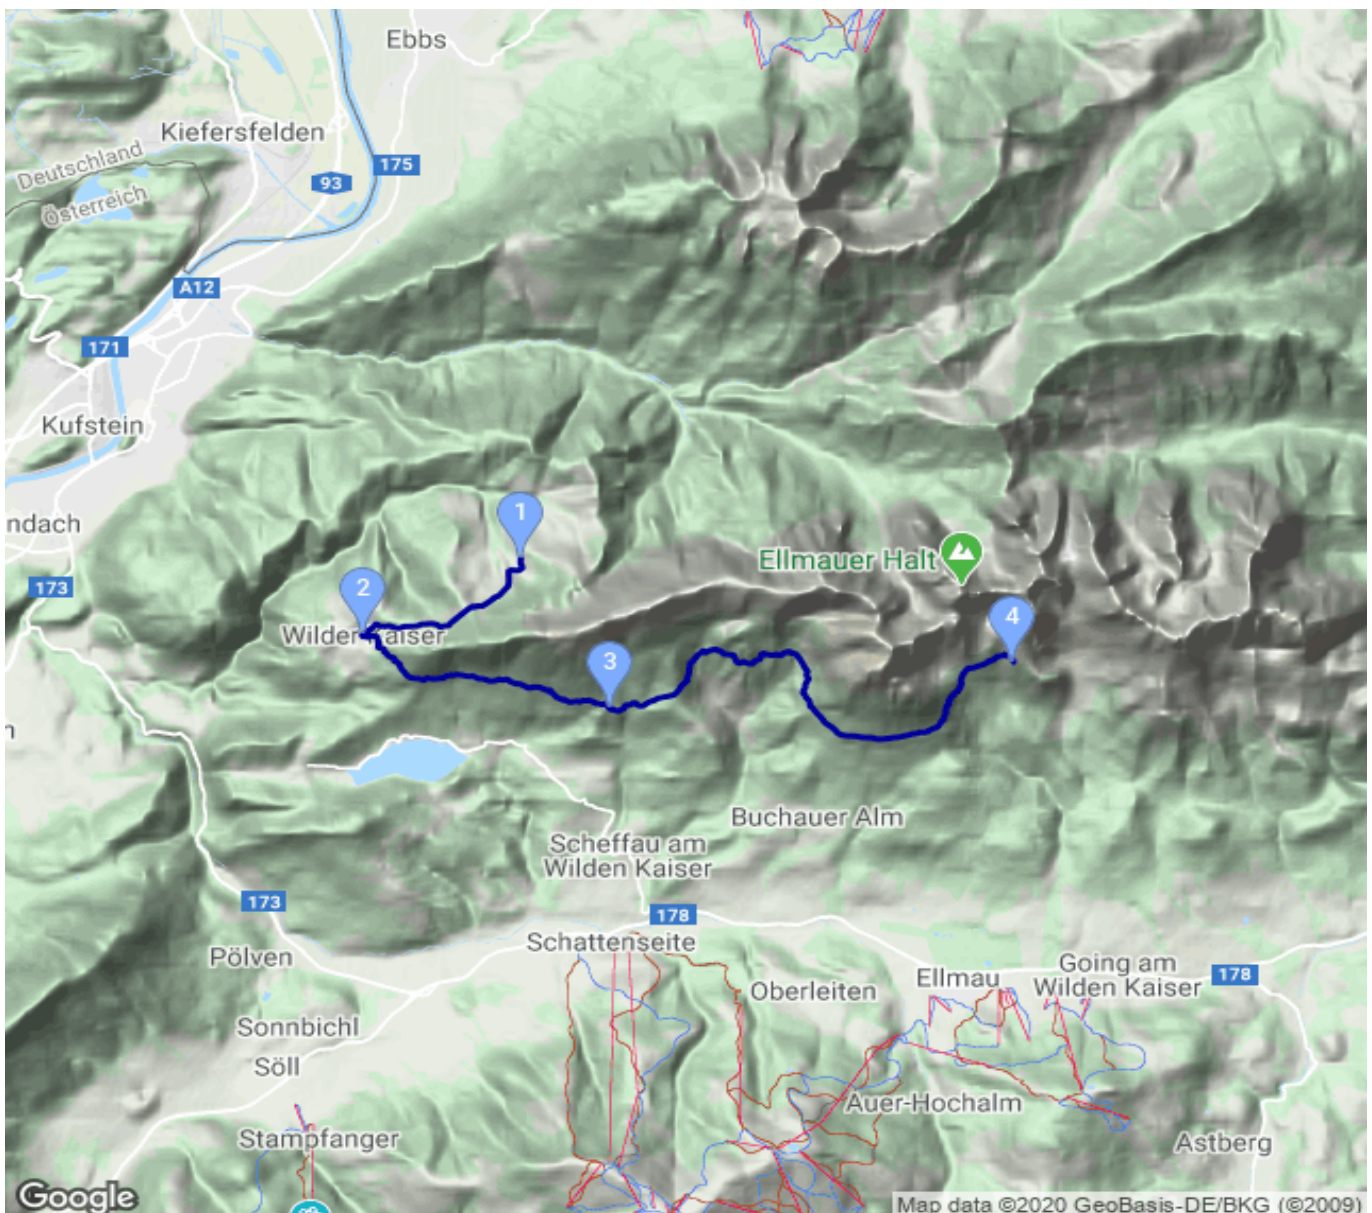 Ebbs
Kiefersfelden
175
Deutschland
93
Österreich
A12
171
Kufstein
ndach
1
Ellmauer Halt
173
2
4
Wilder Kaiser
3
n
Buchauer Alm
Scheffau am
Wilden Kaiser
173
178
Schattenseite
Pölven
Going am
Wilden Kaiser
178
Ellmau
Oberleiten
Sonnbichl
Söll
Auer-Hochalm
Stampfanger
Astberg
Google
Map data ©2020 GeoBasis-DE/BKG (©2009)